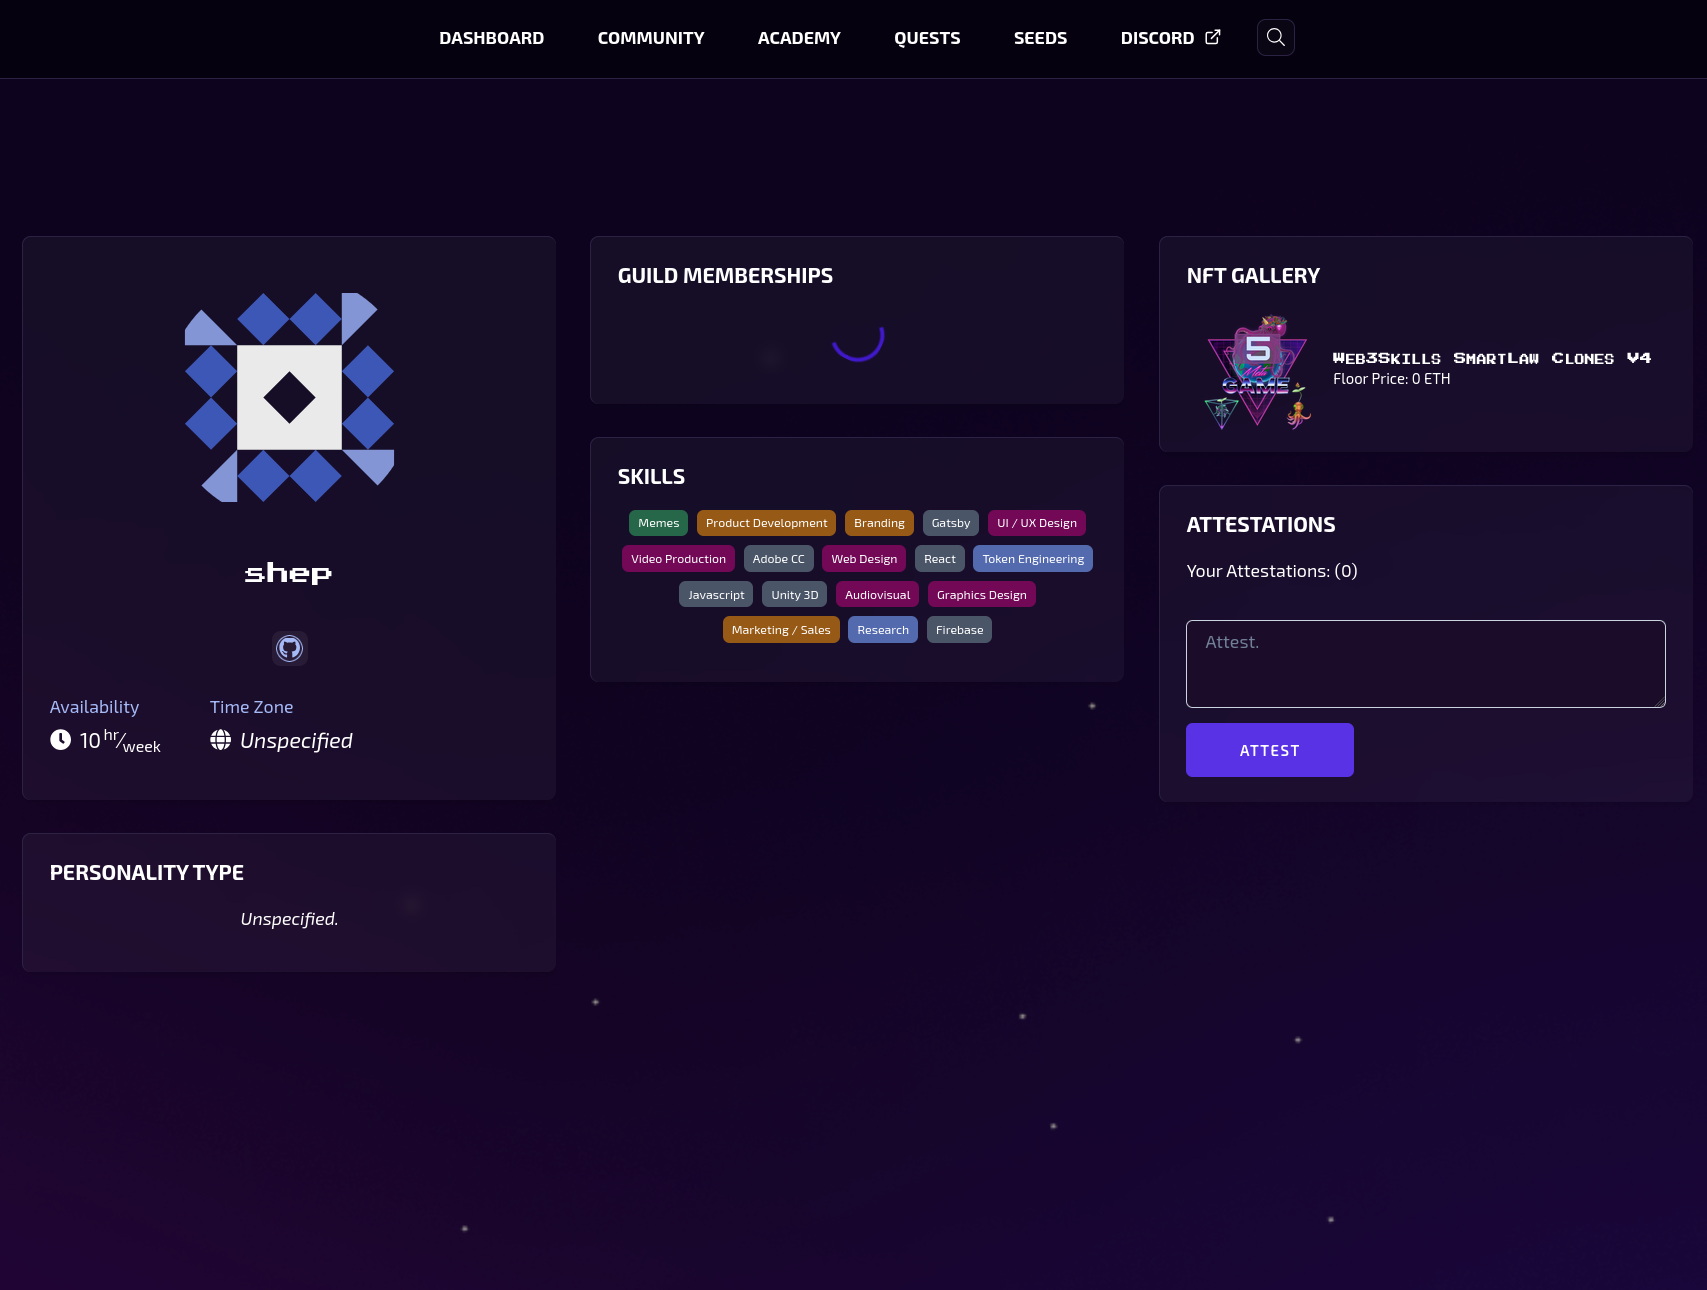 DASHBOARD COMMUNITY ACADEMY QUESTS SEEDS DISCORD
shep
Availability Time Zone
10 hr/week Unspecified
PERSONALITY TYPE
Unspecified.
GUILD MEMBERSHIPS
SKILLS
Memes Product Development Branding Gatsby UI / UX Design
Video Production Adobe CC Web Design React Token Engineering
Javascript Unity 3D Audiovisual Graphics Design
Marketing / Sales Research Firebase
NFT GALLERY
5
Meta
GAME
Web3Skills SmartLaw Clones V4
Floor Price: 0 ETH
ATTESTATIONS
Your Attestations: (0)
Attest.
ATTEST